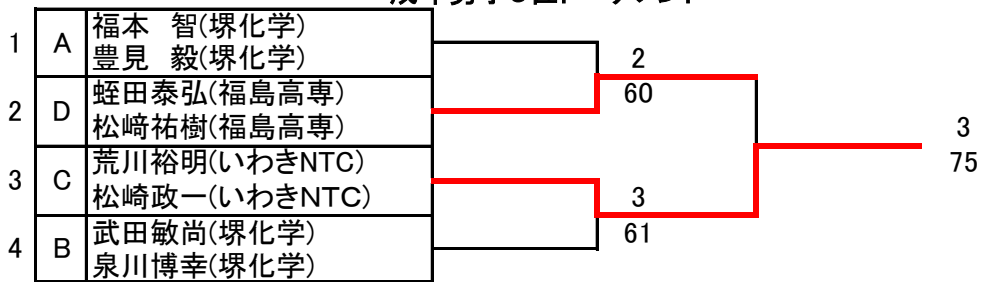 1 A 福本　智(堺化学)
豊見　毅(堺化学)
2
60
2 D 蛭田泰弘(福島高専)
松﨑祐樹(福島高専)
3
75
3 C 荒川裕明(いわきNTC)
松崎政一(いわきNTC)
3
61
4 B 武田敏尚(堺化学)
泉川博幸(堺化学)